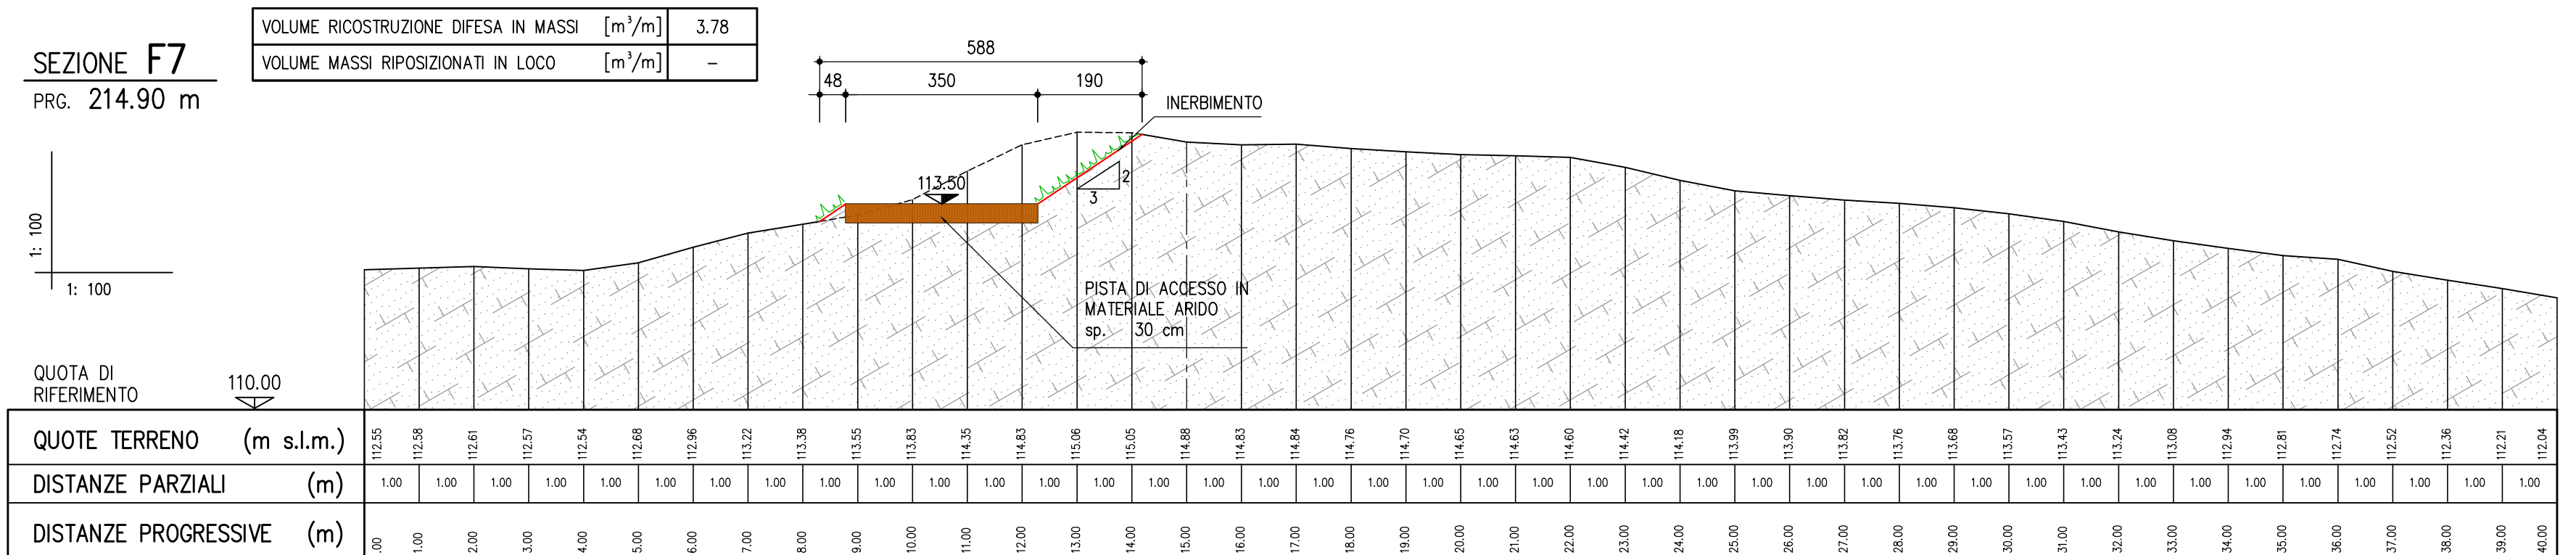 VOLUME RICOSTRUZIONE DIFESA IN MASSI [m³/m] 3.78
VOLUME MASSI RIPOSIZIONATI IN LOCO [m³/m] -
SEZIONE F7
PRG. 214.90 m
588
48 350 190
INERBIMENTO
113.50
2
3
1: 100
1: 100
PISTA DI ACCESSO IN
MATERIALE ARIDO
sp. 30 cm
QUOTA DI
RIFERIMENTO
110.00
QUOTE TERRENO (m s.l.m.) 112.55 112.58 112.61 112.57 112.54 112.68 112.96 113.22 113.38 113.55 113.83 114.35 114.83 115.06 115.05 114.88 114.83 114.84 114.76 114.70 114.65 114.63 114.60 114.42 114.18 113.99 113.90 113.82 113.76 113.68 113.57 113.43 113.24 113.08 112.94 112.81 112.74 112.52 112.36 112.21 112.04
DISTANZE PARZIALI (m) 1.00 1.00 1.00 1.00 1.00 1.00 1.00 1.00 1.00 1.00 1.00 1.00 1.00 1.00 1.00 1.00 1.00 1.00 1.00 1.00 1.00 1.00 1.00 1.00 1.00 1.00 1.00 1.00 1.00 1.00 1.00 1.00 1.00 1.00 1.00 1.00 1.00 1.00 1.00 1.00
DISTANZE PROGRESSIVE (m) .00 1.00 2.00 3.00 4.00 5.00 6.00 7.00 8.00 9.00 10.00 11.00 12.00 13.00 14.00 15.00 16.00 17.00 18.00 19.00 20.00 21.00 22.00 23.00 24.00 25.00 26.00 27.00 28.00 29.00 30.00 31.00 32.00 33.00 34.00 35.00 36.00 37.00 38.00 39.00 40.00